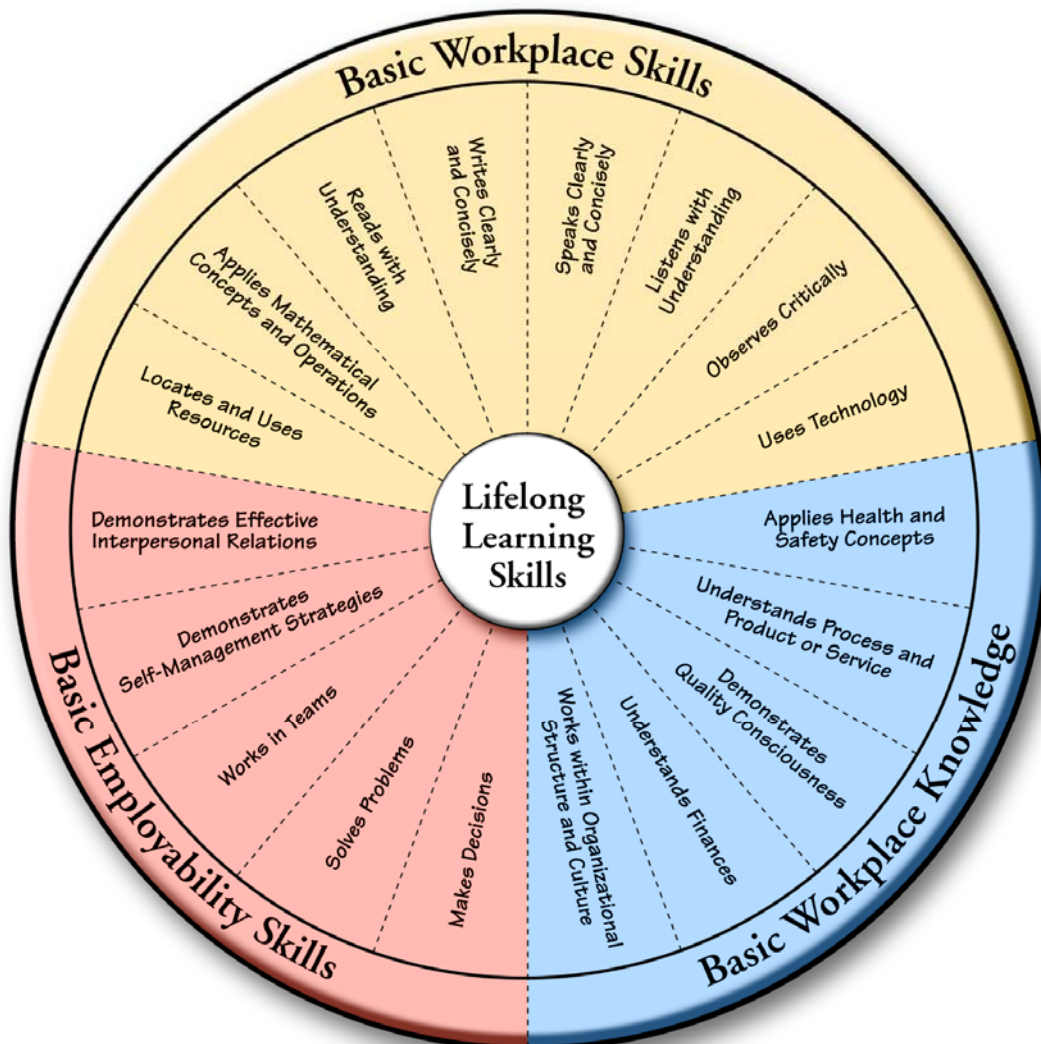 Basic Workplace Skills
Locates and Uses
Resources
Applies Mathematical
Concepts and Operations
Reads with
Understanding
Writes Clearly
and Concisely
Speaks Clearly
and Concisely
Listens with
Understanding
Observes Critically
Uses Technology
Lifelong
Learning
Skills
Applies Health and
Safety Concepts
Understands Process and
Product or Service
Demonstrates
Quality Consciousness
Understands Finances
Works within Organizational
Structure and Culture
Basic Workplace Knowledge
Demonstrates Effective
Interpersonal Relations
Demonstrates
Self-Management Strategies
Works in Teams
Solves Problems
Makes Decisions
Basic Employability Skills